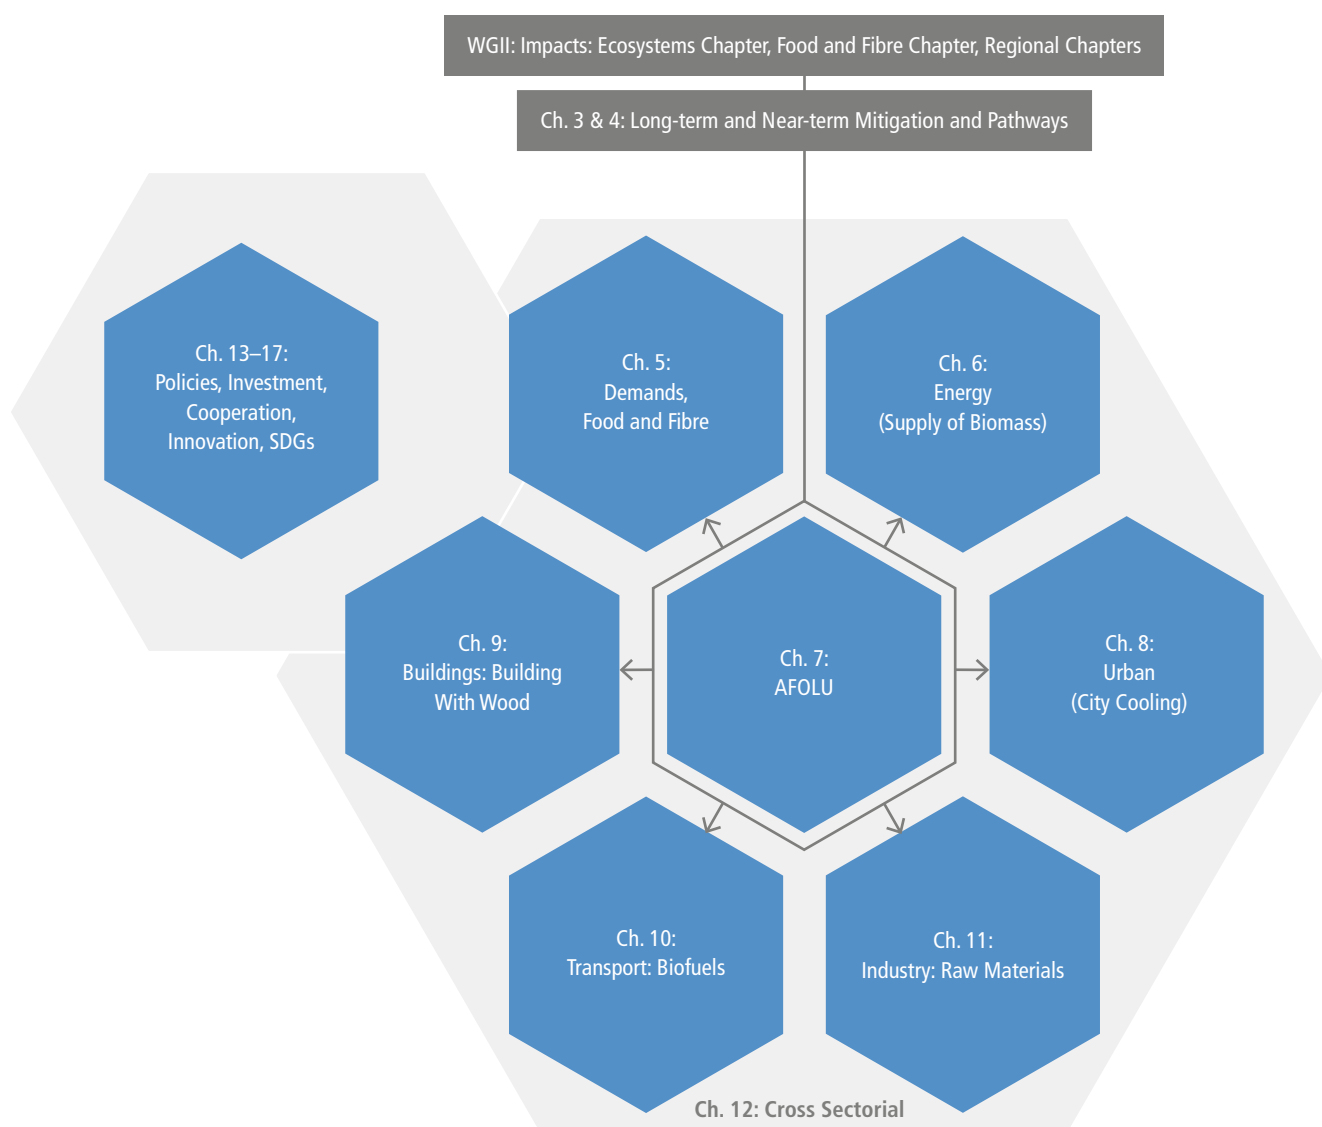 WGII: Impacts: Ecosystems Chapter, Food and Fibre Chapter, Regional Chapters
Ch. 3 & 4: Long-term and Near-term Mitigation and Pathways
Ch. 13–17:
Policies, Investment,
Cooperation,
Innovation, SDGs
Ch. 5:
Demands,
Food and Fibre
Ch. 6:
Energy
(Supply of Biomass)
Ch. 9:
Buildings: Building
With Wood
Ch. 7:
AFOLU
Ch. 8:
Urban
(City Cooling)
Ch. 10:
Transport: Biofuels
Ch. 11:
Industry: Raw Materials
Ch. 12: Cross Sectorial